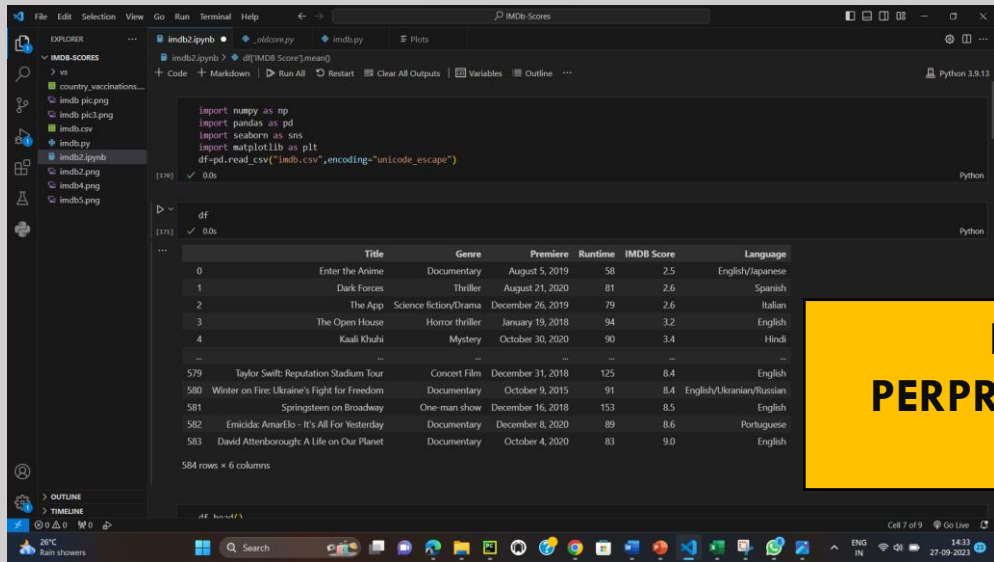 File Edit Selection View Go Run Terminal Help
IMDb-Scores
EXPLORER
IMDB-SCORES
vs
country_vaccinations....
imdb pic.png
imdb pic3.png
imdb.csv
imdb.py
imdb2.ipynb
imdb2.png
imdb4.png
imdb5.png
OUTLINE
TIMELINE
imdb2.ipynb _oldcore.py imdb.py Plots
imdb2.ipynb > df['IMDB Score'].mean()
+ Code + Markdown Run All Restart Clear All Outputs Variables Outline ...
Python 3.9.13
import numpy as np
import pandas as pd
import seaborn as sns
import matplotlib as plt
df=pd.read_csv("imdb.csv",encoding="unicode_escape")
[170] ✓ 0.0s Python
df
[171] ✓ 0.0s Python
Title Genre Premiere Runtime IMDB Score Language
0 Enter the Anime Documentary August 5, 2019 58 2.5 English/Japanese
1 Dark Forces Thriller August 21, 2020 81 2.6 Spanish
2 The App Science fiction/Drama December 26, 2019 79 2.6 Italian
3 The Open House Horror thriller January 19, 2018 94 3.2 English
4 Kaali Khuhi Mystery October 30, 2020 90 3.4 Hindi
... ... ... ... ... ... ...
579 Taylor Swift: Reputation Stadium Tour Concert Film December 31, 2018 125 8.4 English
580 Winter on Fire: Ukraine's Fight for Freedom Documentary October 9, 2015 91 8.4 English/Ukranian/Russian
581 Springsteen on Broadway One-man show December 16, 2018 153 8.5 English
582 Emicida: AmarElo - It's All For Yesterday Documentary December 8, 2020 89 8.6 Portuguese
583 David Attenborough: A Life on Our Planet Documentary October 4, 2020 83 9.0 English
584 rows × 6 columns
df.head()
PERPR
0 0 0 Cell 7 of 9 Go Live
26°C
Rain showers
Search
ENG
IN
14:33
27-09-2023